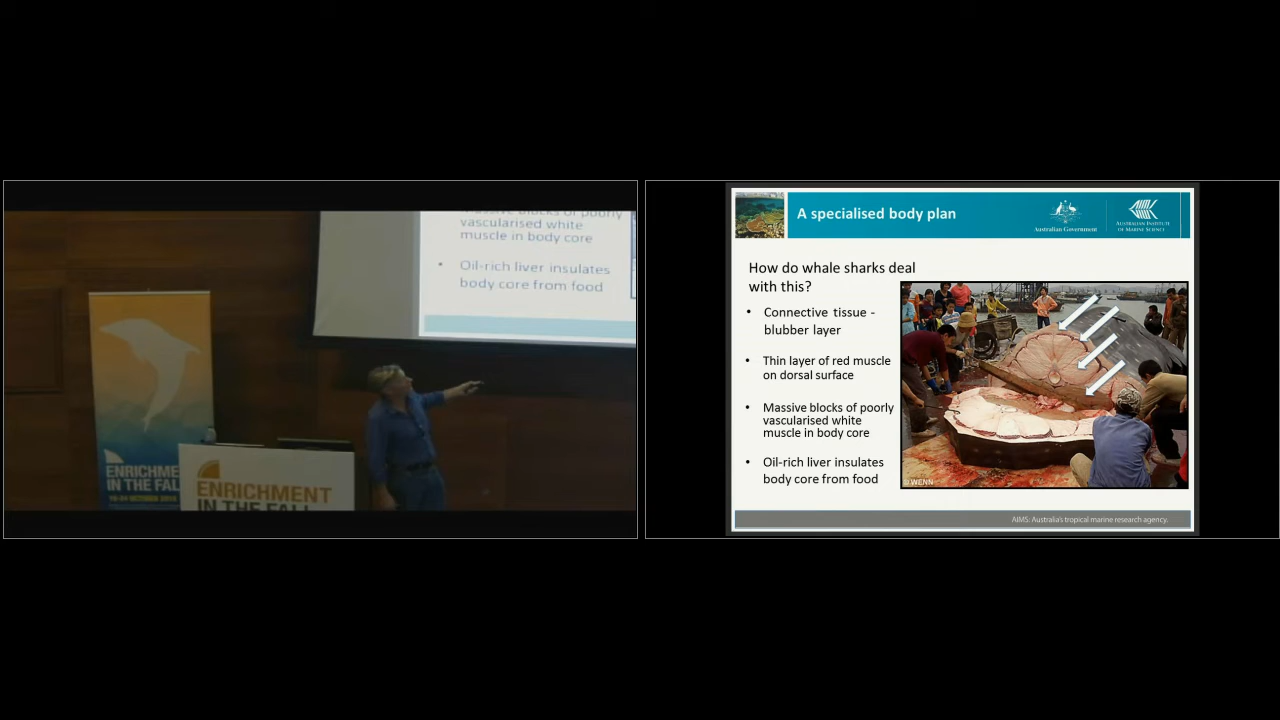 Massive blocks of poorly
vascularised white
muscle in body core
• Oil-rich liver insulates
body core from food
ENRICHME
IN THE FAL
ENRICHMENT
IN THE FALL
A specialised body plan
Australian Government
AUSTRALIAN INSTITUTE
OF MARINE SCIENCE
How do whale sharks deal
with this?
• Connective tissue -
blubber layer
• Thin layer of red muscle
on dorsal surface
• Massive blocks of poorly
vascularised white
muscle in body core
• Oil-rich liver insulates
body core from food
© WENN
AIMS: Australia's tropical marine research agency.